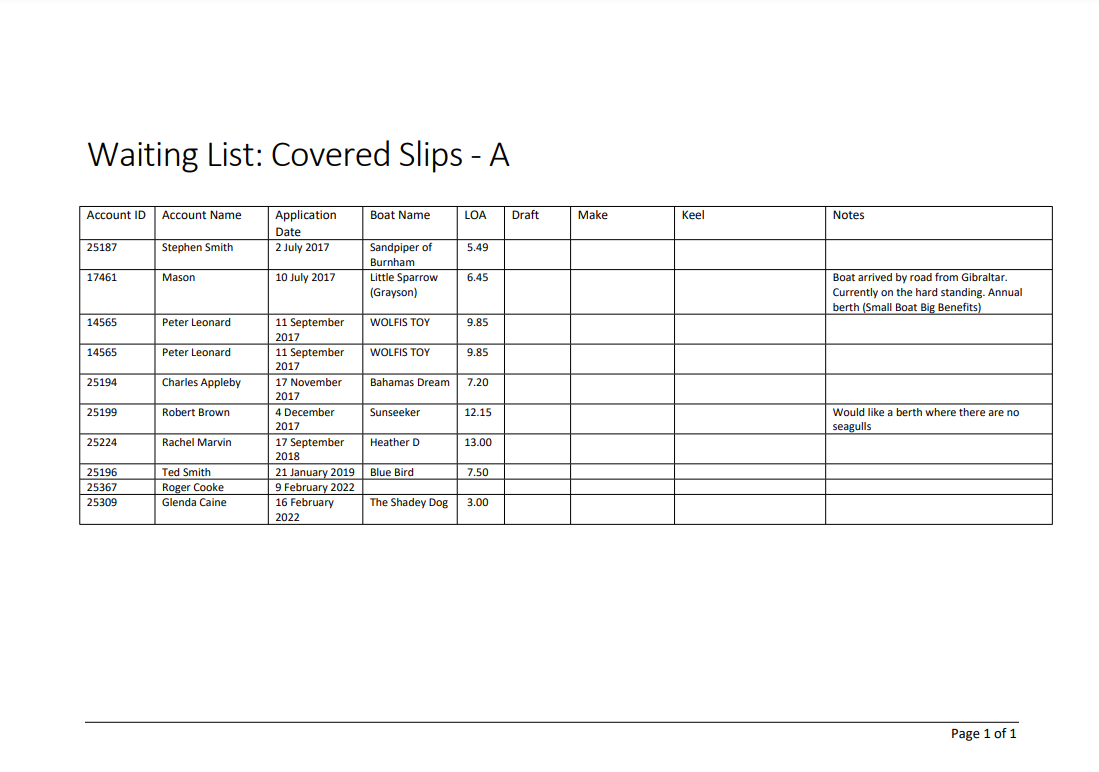 Waiting List: Covered Slips - A
Account ID Account Name Application Date Boat Name LOA Draft Make Keel Notes
25187 Stephen Smith 2 July 2017 Sandpiper of Burnham 5.49
17461 Mason 10 July 2017 Little Sparrow (Grayson) 6.45 Boat arrived by road from Gibraltar. Currently on the hard standing. Annual berth (Small Boat Big Benefits)
14565 Peter Leonard 11 September 2017 WOLFIS TOY 9.85
14565 Peter Leonard 11 September 2017 WOLFIS TOY 9.85
25194 Charles Appleby 17 November 2017 Bahamas Dream 7.20
25199 Robert Brown 4 December 2017 Sunseeker 12.15 Would like a berth where there are no seagulls
25224 Rachel Marvin 17 September 2018 Heather D 13.00
25196 Ted Smith 21 January 2019 Blue Bird 7.50
25367 Roger Cooke 9 February 2022
25309 Glenda Caine 16 February 2022 The Shadey Dog 3.00
Page 1 of 1